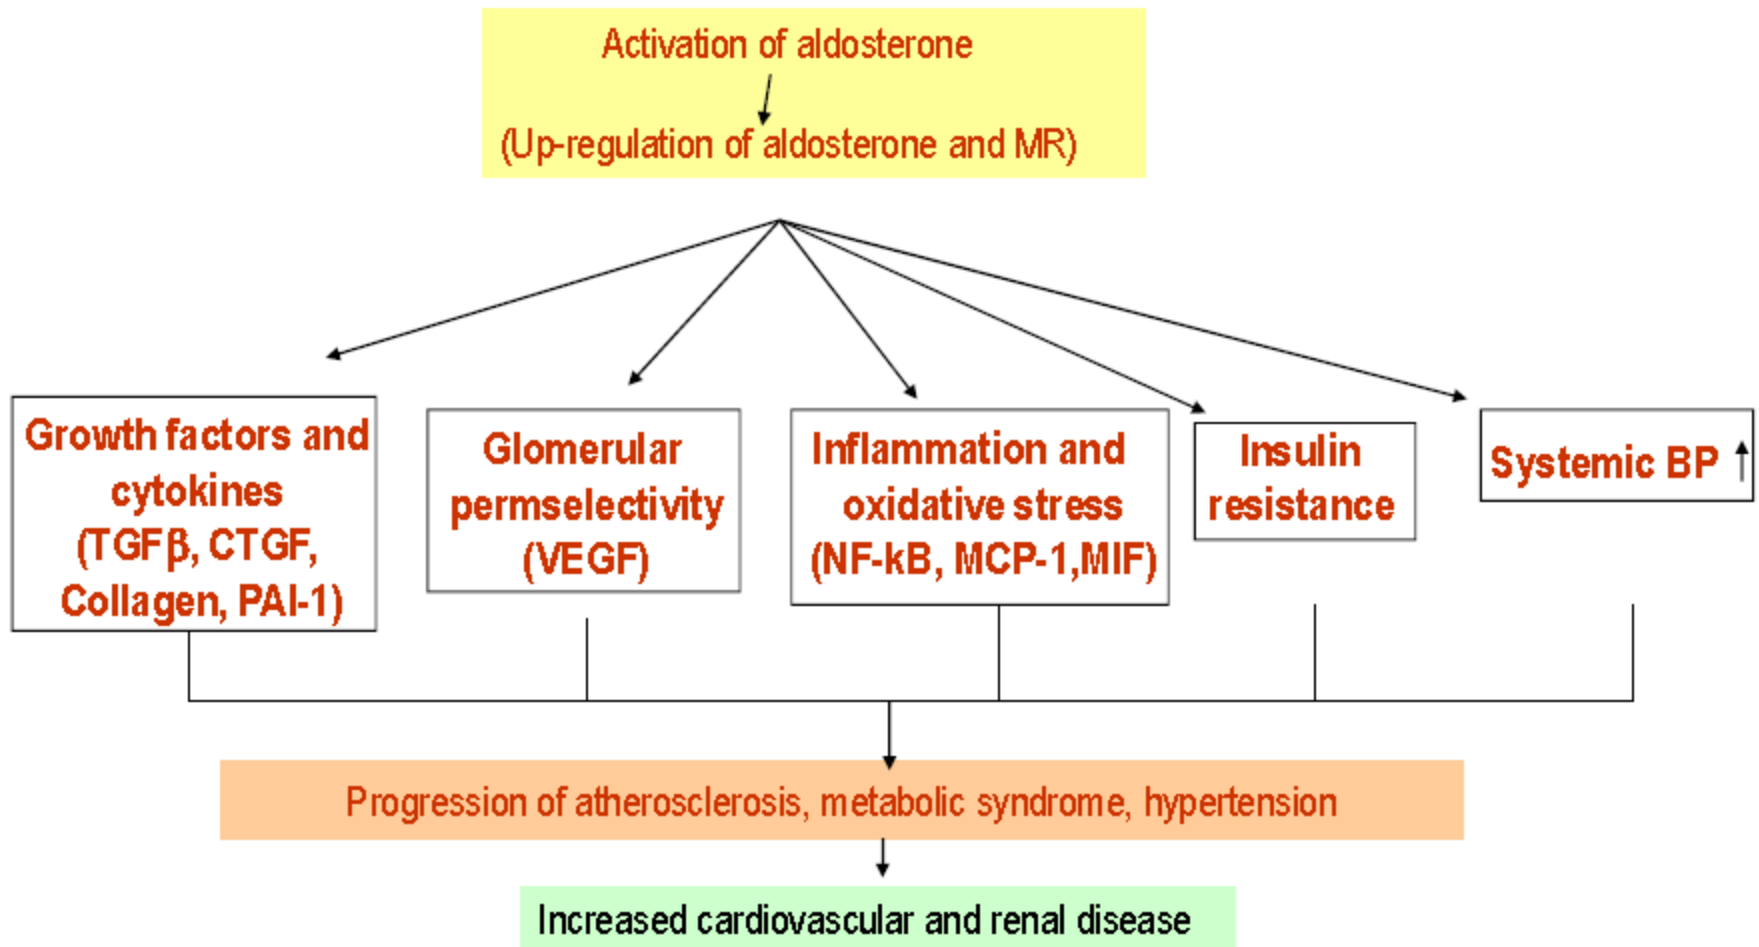 Activation of aldosterone
(Up-regulation of aldosterone and MR)
Growth factors and
cytokines
(TGFβ, CTGF,
Collagen, PAI-1)
Glomerular
permselectivity
(VEGF)
Inflammation and
oxidative stress
(NF-kB, MCP-1,MIF)
Insulin
resistance
Systemic BP
Progression of atherosclerosis, metabolic syndrome, hypertension
Increased cardiovascular and renal disease